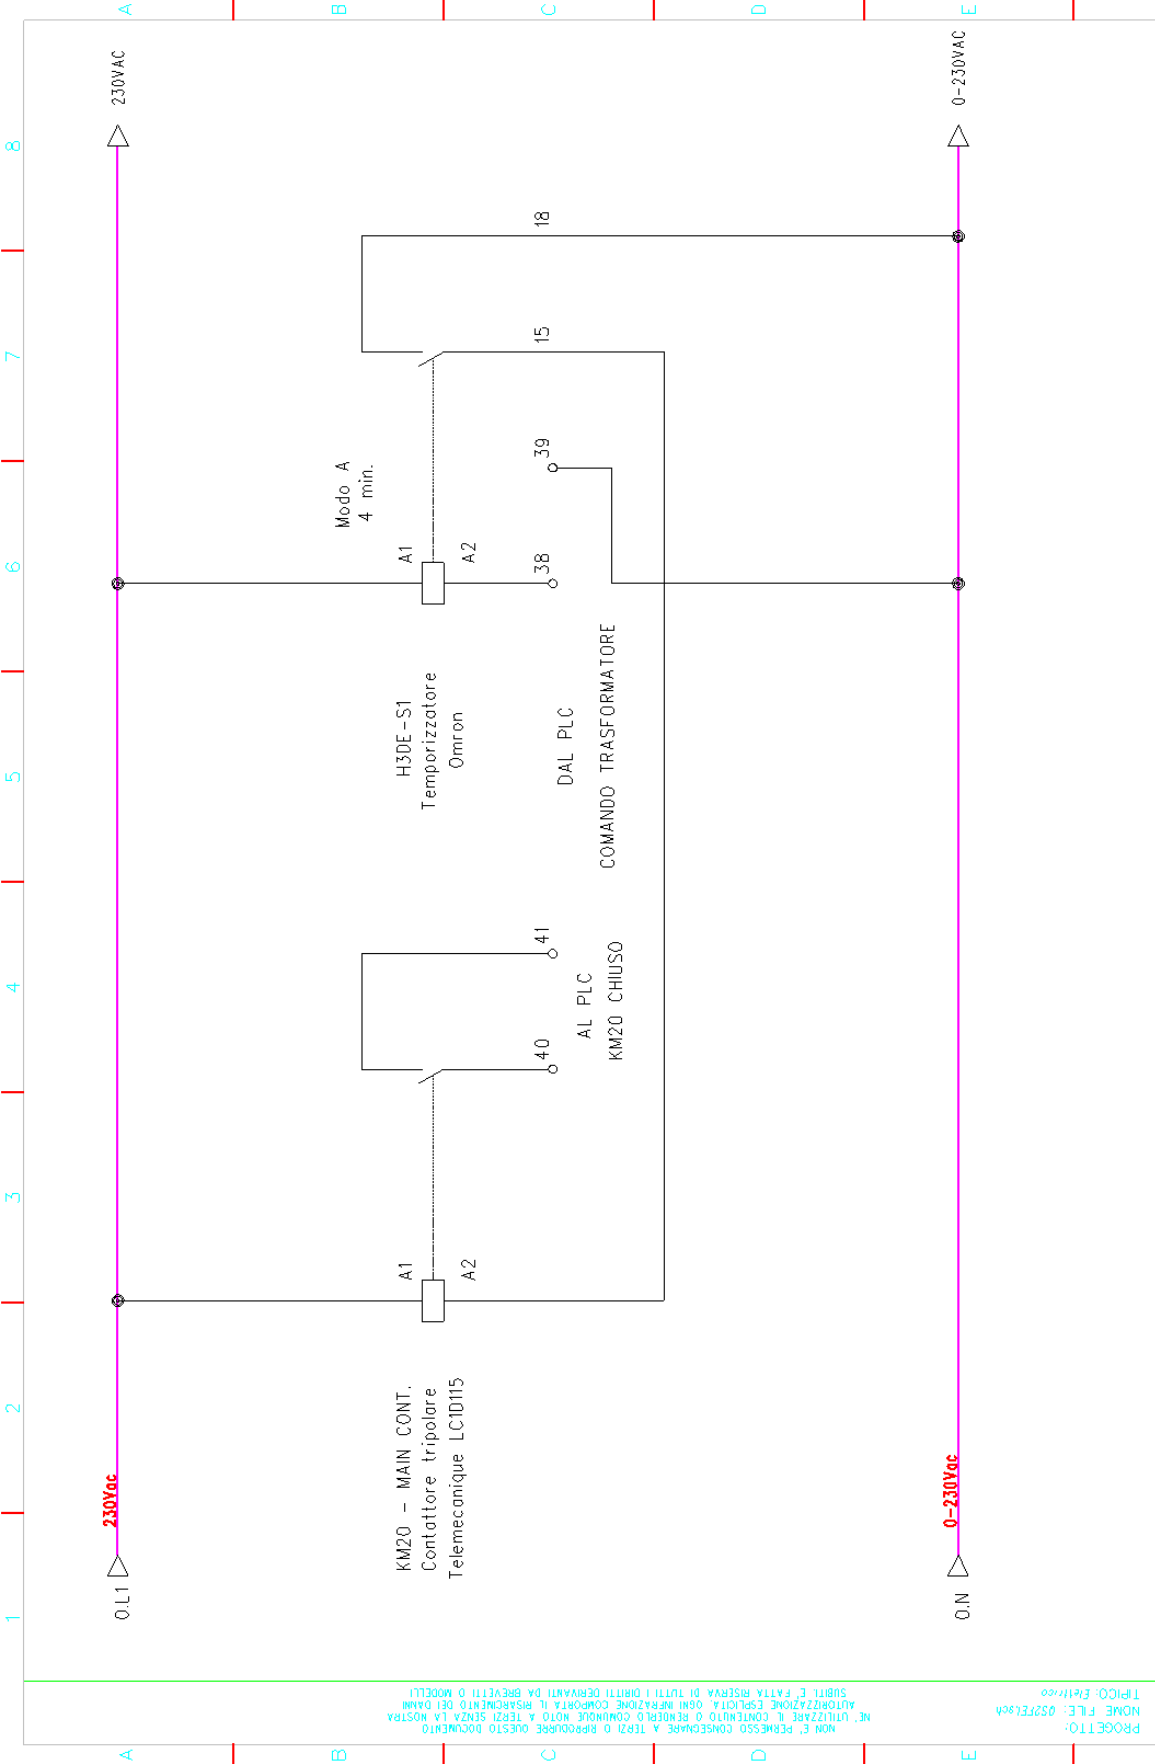 A
B
C
D
E
8
7
6
5
4
3
2
1
230VAC
0-230VAC
18
15
39
38
Modo A
4 min.
A1
A2
H3DE-S1
Temporizzatore
Omron
DAL PLC
COMANDO TRASFORMATORE
41
40
AL PLC
KM20 CHIUSO
A1
A2
KM20 - MAIN CONT.
Contattore tripolare
Telemecanique LC1D115
230Vac
0-230Vac
O.L1
O.N
NON E' PERMESSO CONSEGNARE A TERZI O RIPRODURRE QUESTO DOCUMENTO
NE' UTILIZZARE IL CONTENUTO O RENDERLO COMUNQUE NOTO A TERZI SENZA LA NOSTRA
AUTORIZZAZIONE ESPLICITA. OGNI INFRAZIONE COMPORTA IL RISARCIMENTO DEI DANNI
SUBITI. E' FATTA RISERVA DI TUTTI I DIRITTI DERIVANTI DA BREVETTI O MODELLI
PROGETTO:
NOME FILE:
TIPICO: Elettrico
A
B
C
D
E